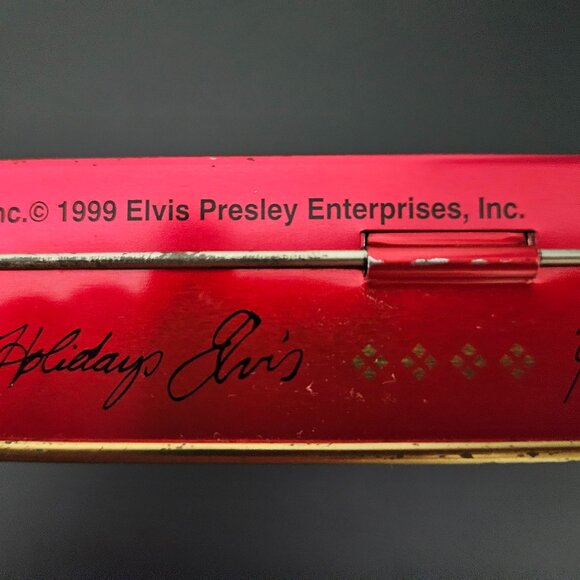 nc.© 1999 Elvis Presley Enterprises, Inc.
Holidays Elvis